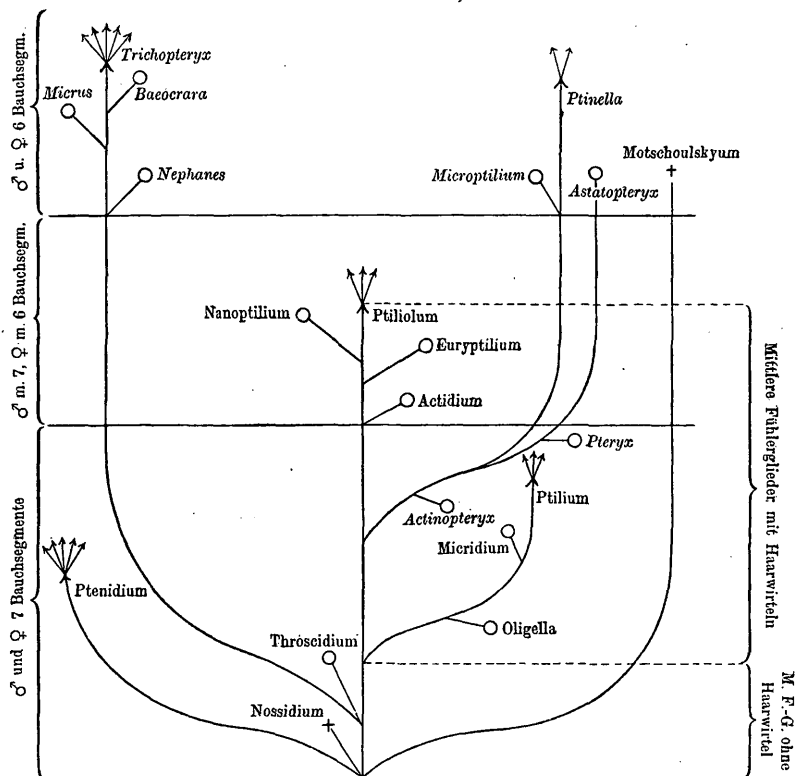 ♂ u. ♀ 6 Bauchsegm.
Trichopteryx
Micrus
Baeocrara
Nephanes
Ptinella
Motschoulskyum
Microptilium
Astatopteryx
♂ m. 7, ♀ m. 6 Bauchsegm.
Nanoptilium
Ptiliolum
Euryptilium
Actidium
Pteryx
Ptilium
Actinopteryx
Micridium
♂ und ♀ 7 Bauchsegmente
Ptenidium
Oligella
Throscidium
Nossidium
Mittlere Fühlerglieder mit Haarwirteln
M. F.-G. ohne
Haarwirtel